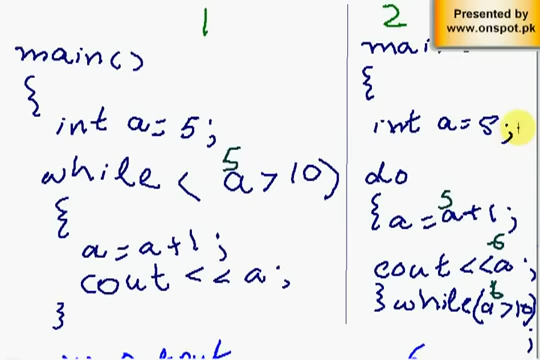 1
main()
{
int a=5;
5
while ( a>10)
{
a=a+1;
cout <<a;
}
2
Presented by
www.onspot.pk
{
int a=5;
do
5
{a=a+1;
6
cout <<a;
6
}while(a>10)
;